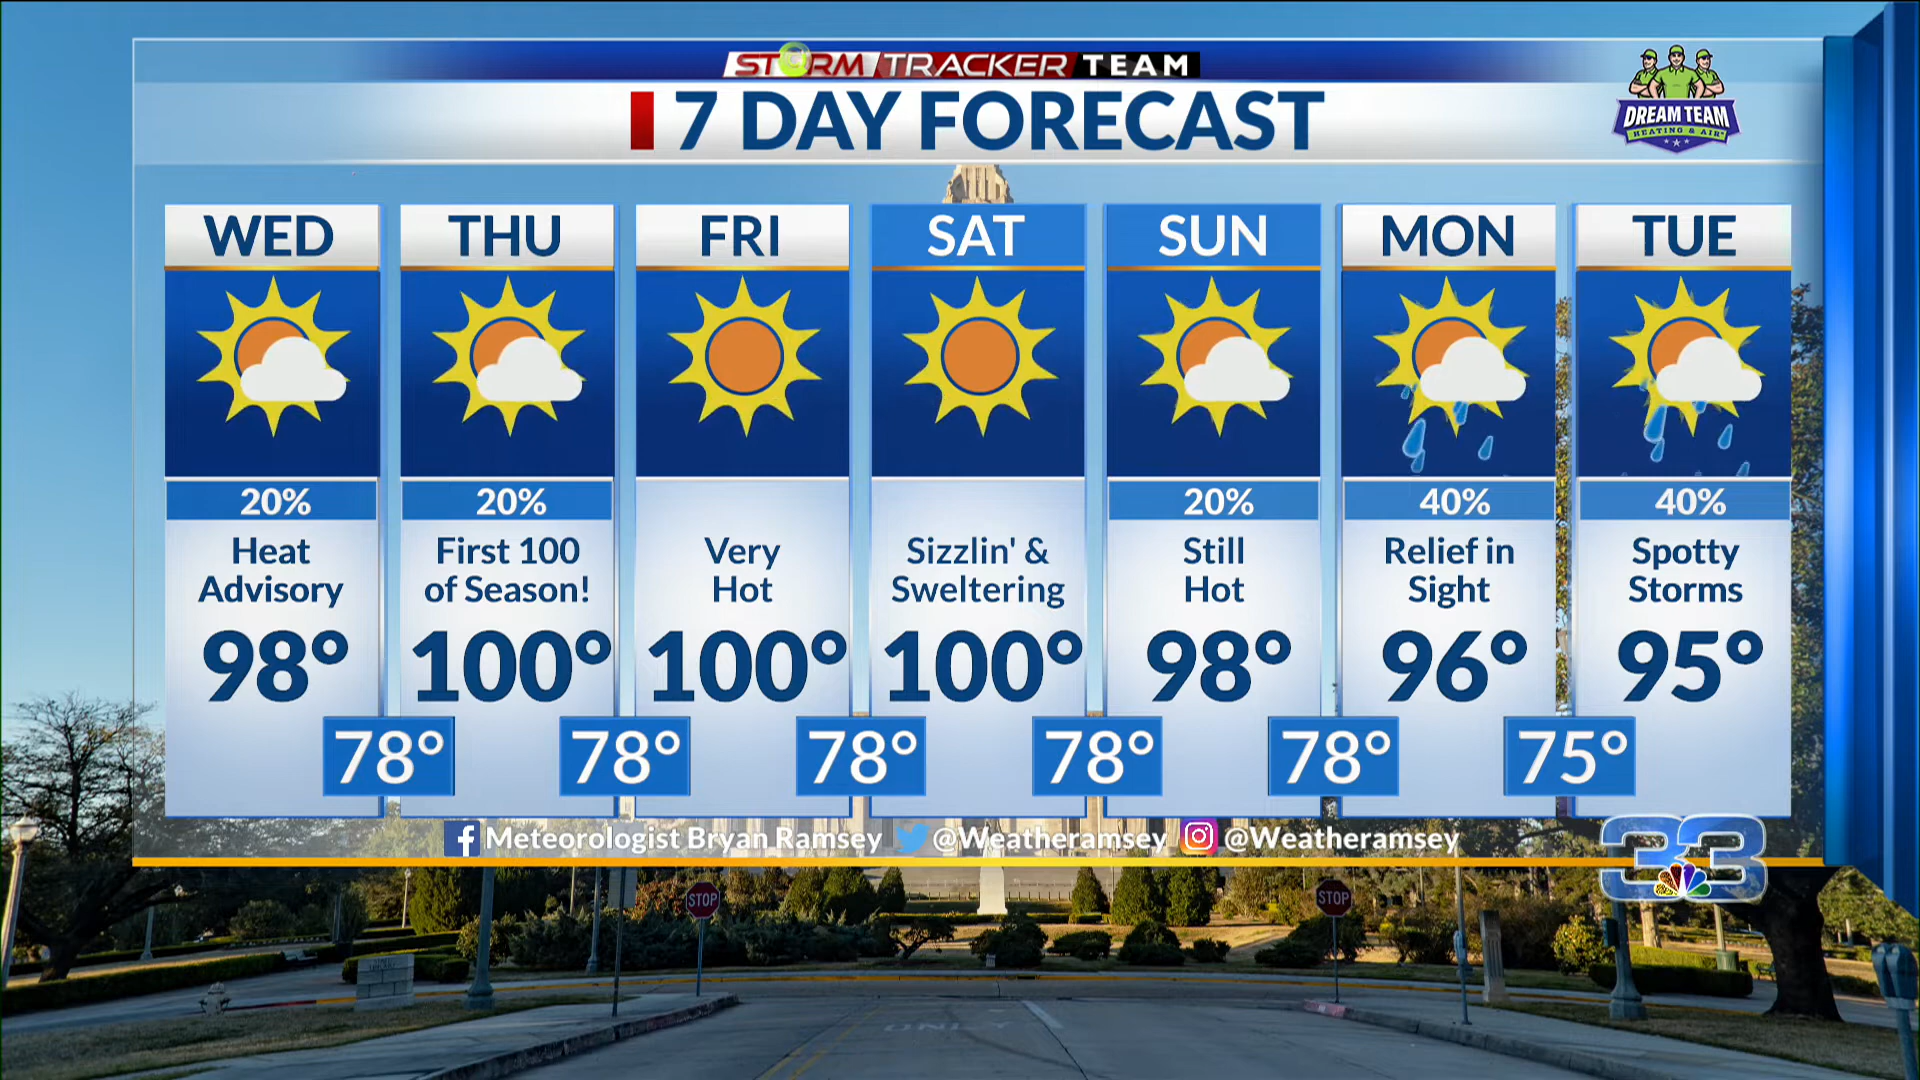 STORM TRACKER TEAM
7 DAY FORECAST
DREAM TEAM
HEATING & AIR
WED
20%
Heat
Advisory
98°
78°
THU
20%
First 100
of Season!
100°
78°
FRI
Very
Hot
100°
78°
SAT
Sizzlin' &
Sweltering
100°
78°
SUN
20%
Still
Hot
98°
78°
MON
40%
Relief in
Sight
96°
75°
TUE
40%
Spotty
Storms
95°
Meteorologist Bryan Ramsey @Weatheramsey @Weatheramsey
33
STOP
STOP
ONLY